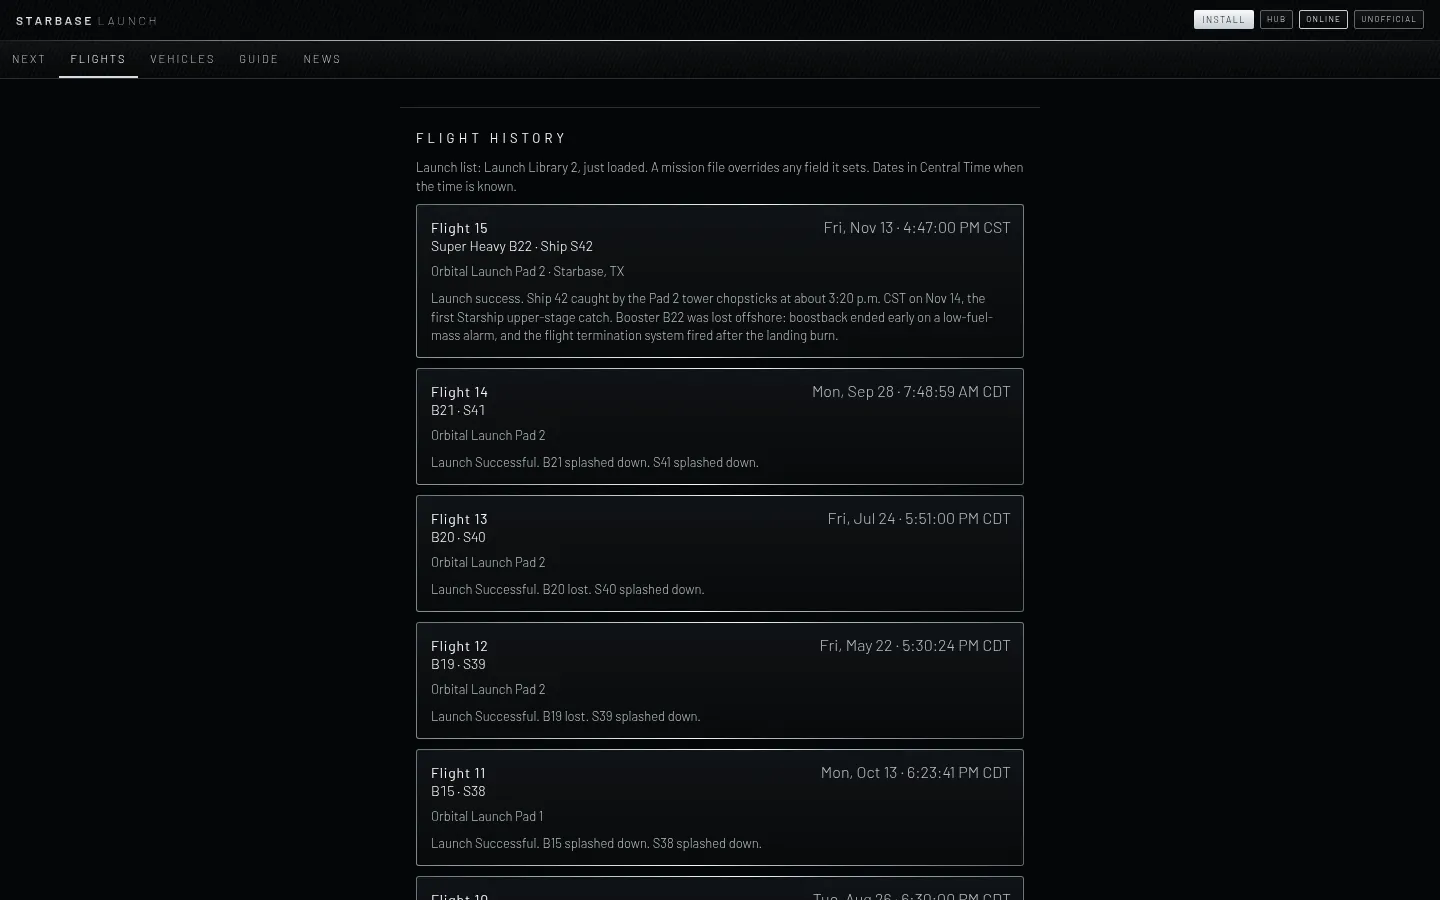 STARBASE LAUNCH
INSTALL
HUB
ONLINE
UNOFFICIAL
NEXT
FLIGHTS
VEHICLES
GUIDE
NEWS
FLIGHT HISTORY
Launch list: Launch Library 2, just loaded. A mission file overrides any field it sets. Dates in Central Time when
the time is known.
Flight 15
Fri, Nov 13 · 4:47:00 PM CST
Super Heavy B22 · Ship S42
Orbital Launch Pad 2 · Starbase, TX
Launch success. Ship 42 caught by the Pad 2 tower chopsticks at about 3:20 p.m. CST on Nov 14, the
first Starship upper-stage catch. Booster B22 was lost offshore: boostback ended early on a low-fuel-
mass alarm, and the flight termination system fired after the landing burn.
Flight 14
Mon, Sep 28 · 7:48:59 AM CDT
B21 · S41
Orbital Launch Pad 2
Launch Successful. B21 splashed down. S41 splashed down.
Flight 13
Fri, Jul 24 · 5:51:00 PM CDT
B20 · S40
Orbital Launch Pad 2
Launch Successful. B20 lost. S40 splashed down.
Flight 12
Fri, May 22 · 5:30:24 PM CDT
B19 · S39
Orbital Launch Pad 2
Launch Successful. B19 lost. S39 splashed down.
Flight 11
Mon, Oct 13 · 6:23:41 PM CDT
B15 · S38
Orbital Launch Pad 1
Launch Successful. B15 splashed down. S38 splashed down.
Flight 10
Tue, Aug 26 · 6:30:00 PM CDT